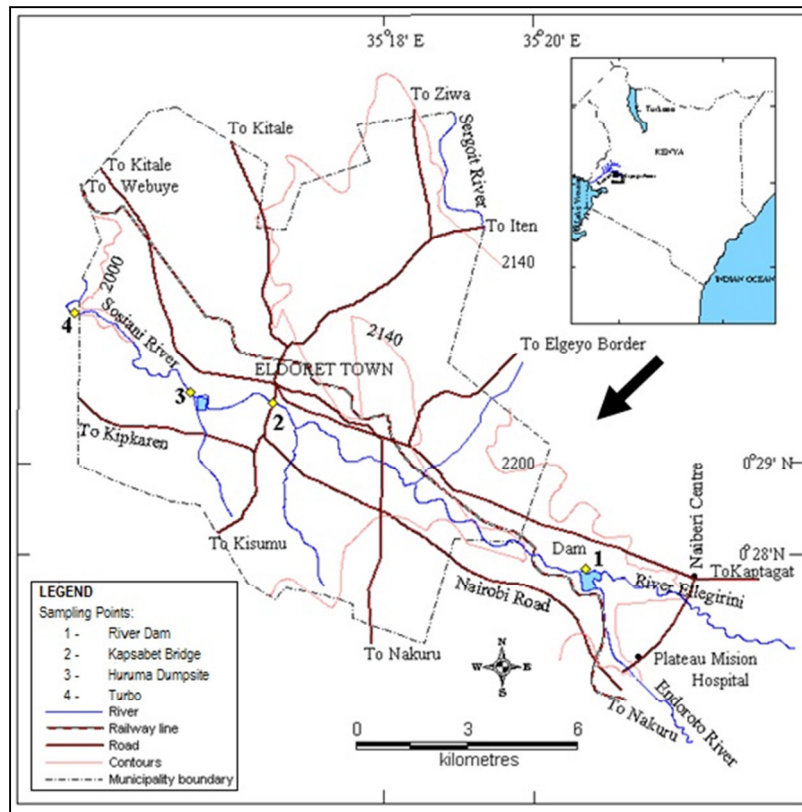 35°18' E
35°20' E
To Ziwa
To Kitale
Sergoit River
To Kitale
To Webuye
To Iten
2140
2000
Sosiani River
4
2140
ELDORET TOWN
To Elgeyo Border
3
2
To Kipkaren
2200
0°29' N
To Kisumu
Dam
1
Naiberi Centre
0°28'N
ToKaptagat
River Ellegirini
Nairobi Road
To Nakuru
Plateau Mision
Hospital
To Nakuru
Endoroto River
N
W
E
S
0
3
6
kilometres
L. Turkana
KENYA
INDIAN OCEAN
LEGEND
Sampling Points:
1 - River Dam
2 - Kapsabet Bridge
3 - Huruma Dumpsite
4 - Turbo
River
Railway line
Road
Contours
Municipality boundary